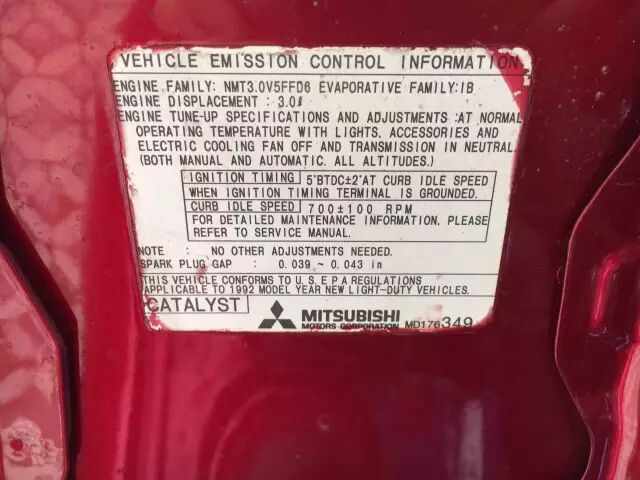 VEHICLE EMISSION CONTROL INFORMATION
ENGINE FAMILY: NMT3.0V5FFD6 EVAPORATIVE FAMILY:IB
ENGINE DISPLACEMENT : 3.0ℓ
ENGINE TUNE-UP SPECIFICATIONS AND ADJUSTMENTS :AT NORMAL
OPERATING TEMPERATURE WITH LIGHTS, ACCESSORIES AND
ELECTRIC COOLING FAN OFF AND TRANSMISSION IN NEUTRAL.
(BOTH MANUAL AND AUTOMATIC. ALL ALTITUDES.)
IGNITION TIMING 5°BTDC±2°AT CURB IDLE SPEED
WHEN IGNITION TIMING TERMINAL IS GROUNDED.
CURB IDLE SPEED 700±100 RPM
FOR DETAILED MAINTENANCE INFORMATION, PLEASE
REFER TO SERVICE MANUAL.
NOTE : NO OTHER ADJUSTMENTS NEEDED.
SPARK PLUG GAP : 0.039 ~ 0.043 in
THIS VEHICLE CONFORMS TO U.S.EPA REGULATIONS
APPLICABLE TO 1992 MODEL YEAR NEW LIGHT-DUTY VEHICLES.
CATALYST
MITSUBISHI
MOTORS CORPORATION MD176349